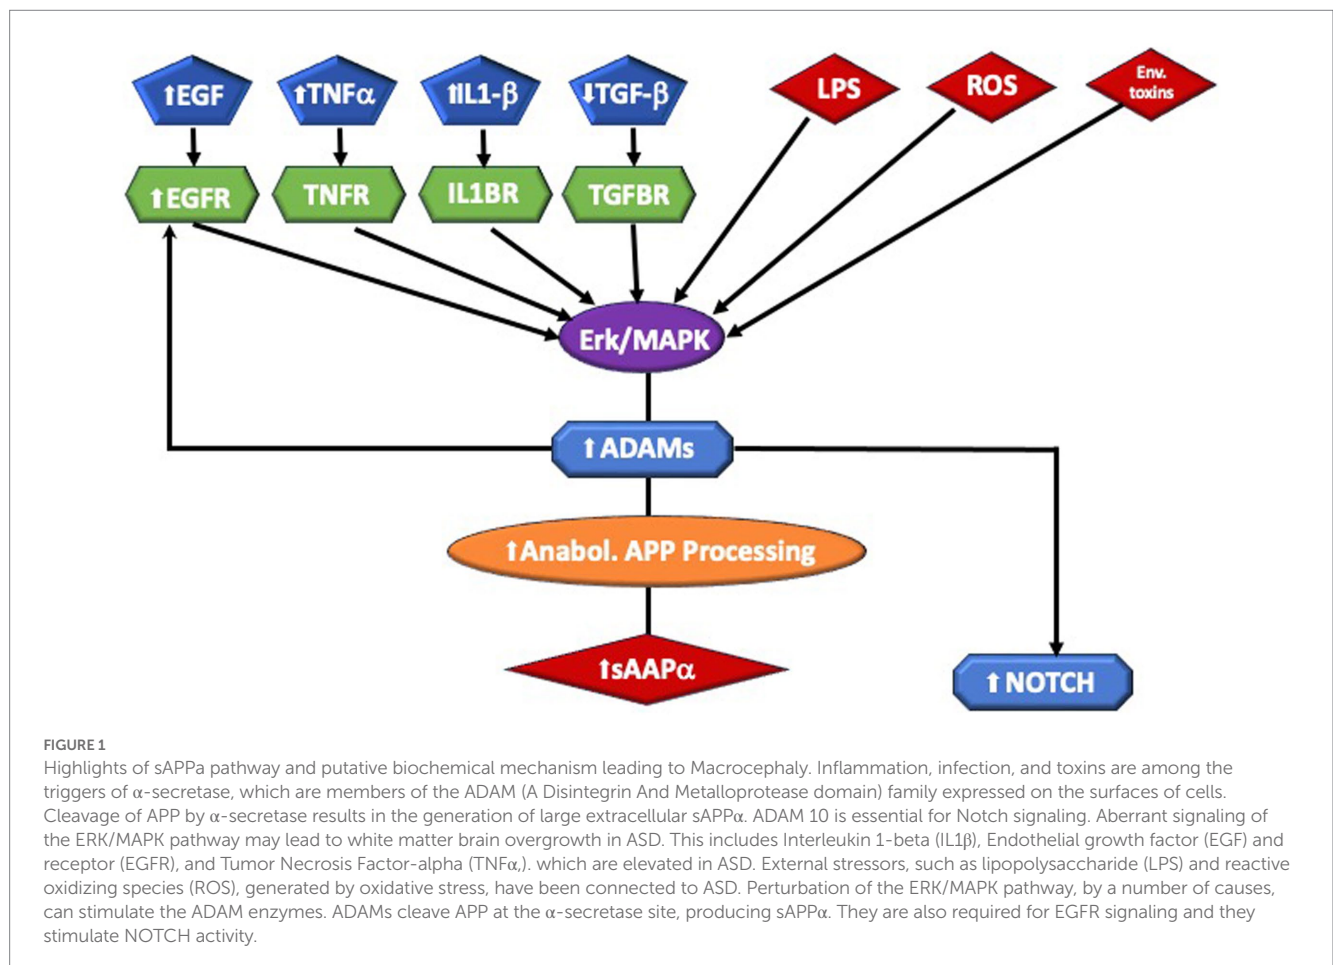 ⬆EGF
⬆TNFα
⬆IL1-β
⬇TGF-β
LPS
ROS
Env.
toxins
⬆EGFR
TNFR
IL1BR
TGFBR
Erk/MAPK
⬆ADAMs
⬆Anabol. APP Processing
⬆sAAPα
⬆NOTCH
FIGURE 1
Highlights of sAPPa pathway and putative biochemical mechanism leading to Macrocephaly. Inflammation, infection, and toxins are among the
triggers of α-secretase, which are members of the ADAM (A Disintegrin And Metalloprotease domain) family expressed on the surfaces of cells.
Cleavage of APP by α-secretase results in the generation of large extracellular sAPPα. ADAM 10 is essential for Notch signaling. Aberrant signaling of
the ERK/MAPK pathway may lead to white matter brain overgrowth in ASD. This includes Interleukin 1-beta (IL1β), Endothelial growth factor (EGF) and
receptor (EGFR), and Tumor Necrosis Factor-alpha (TNFα,). which are elevated in ASD. External stressors, such as lipopolysaccharide (LPS) and reactive
oxidizing species (ROS), generated by oxidative stress, have been connected to ASD. Perturbation of the ERK/MAPK pathway, by a number of causes,
can stimulate the ADAM enzymes. ADAMs cleave APP at the α-secretase site, producing sAPPα. They are also required for EGFR signaling and they
stimulate NOTCH activity.